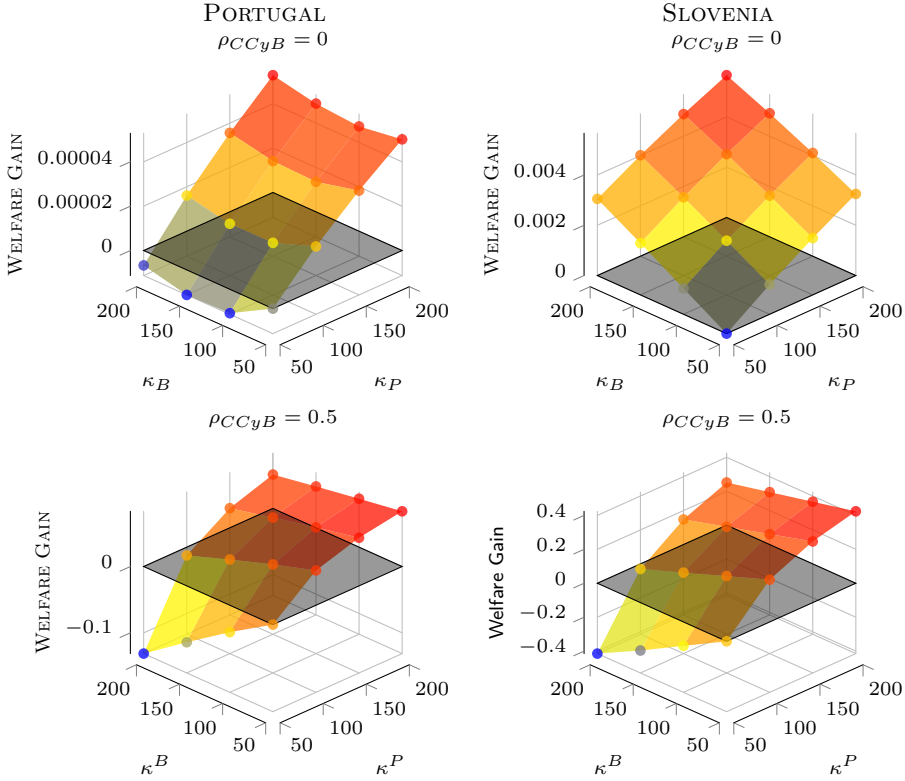 PORTUGAL
ρCCyB = 0
WELFARE GAIN
0.00004
0.00002
0
200
150
100
50
κB
50
100
150
200
κP
SLOVENIA
ρCCyB = 0
WELFARE GAIN
0.004
0.002
0
200
150
100
50
κB
50
100
150
200
κP
ρCCyB = 0.5
WELFARE GAIN
0
−0.1
200
150
100
50
κB
50
100
150
200
κP
ρCCyB = 0.5
Welfare Gain
0.4
0.2
0
−0.2
−0.4
200
150
100
50
κB
50
100
150
200
κP